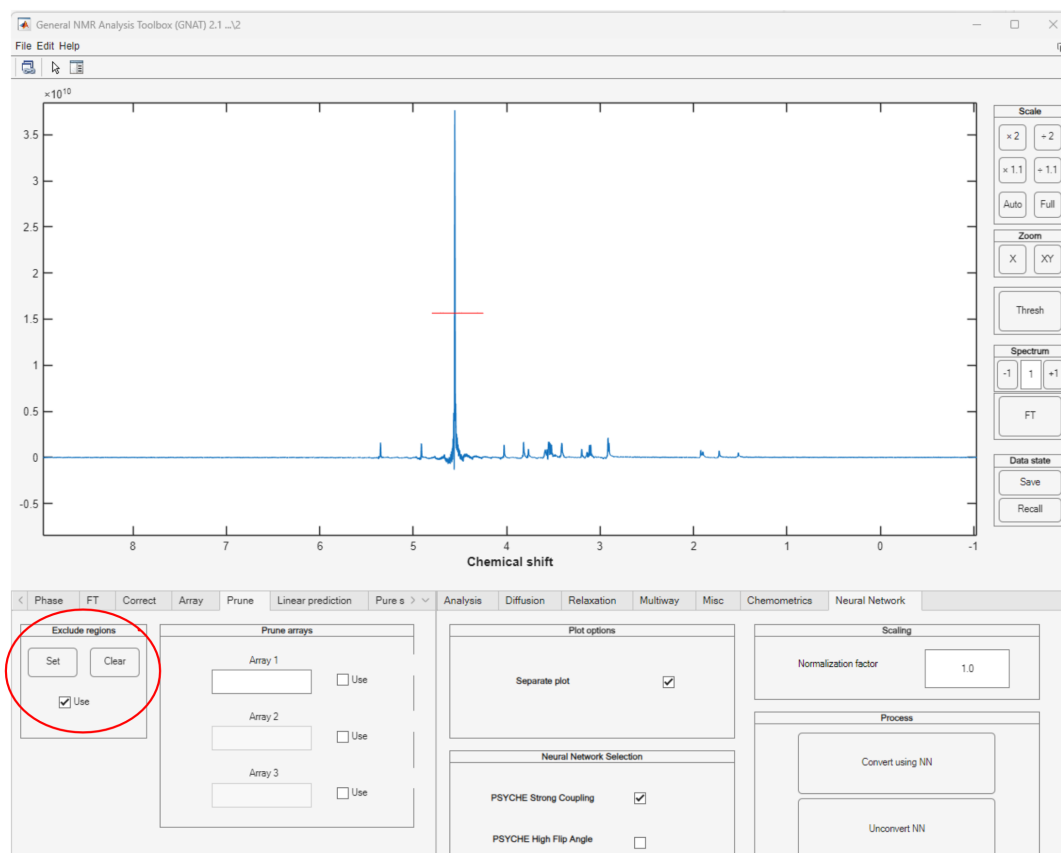 General NMR Analysis Toolbox (GNAT) 2.1 ...\2
File Edit Help
×10¹⁰
3.5
3
2.5
2
1.5
1
0.5
0
-0.5
8 7 6 5 4 3 2 1 0 -1
Chemical shift
Scale
× 2 ÷ 2
× 1.1 ÷ 1.1
Auto Full
Zoom
X XY
Thresh
Spectrum
-1 1 +1
FT
Data state
Save
Recall
Phase FT Correct Array Prune Linear prediction Pure s
Exclude regions
Set Clear
Use
Prune arrays
Array 1
Use
Array 2
Use
Array 3
Use
Analysis Diffusion Relaxation Multiway Misc Chemometrics Neural Network
Plot options
Separate plot
Neural Network Selection
PSYCHE Strong Coupling
PSYCHE High Flip Angle
Scaling
Normalization factor 1.0
Process
Convert using NN
Unconvert NN